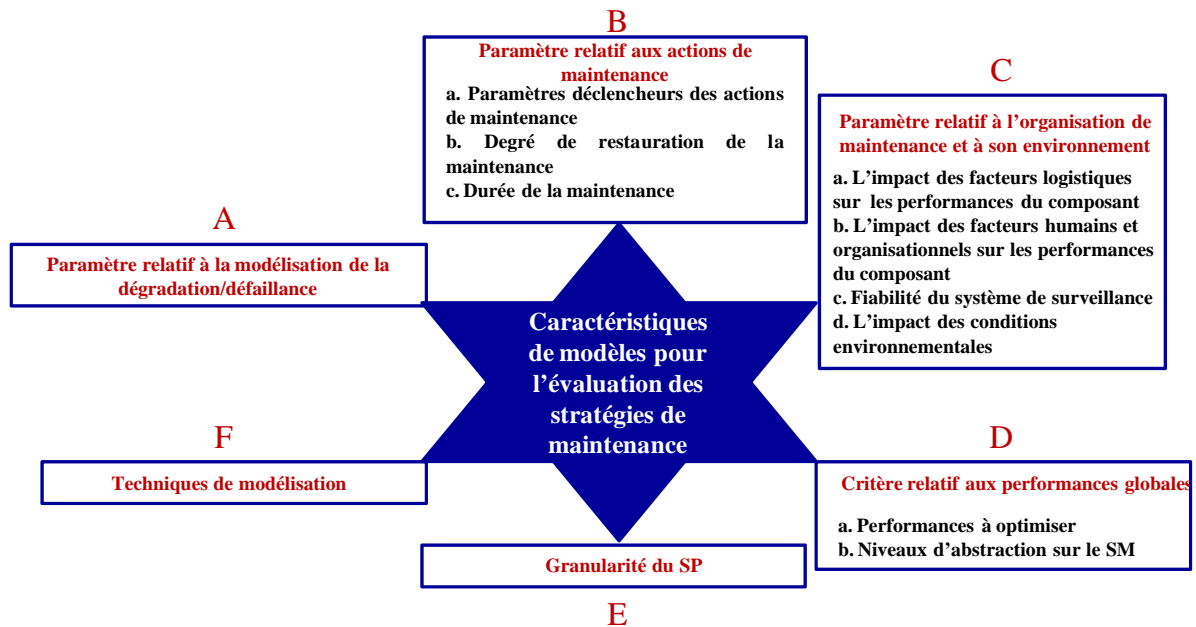 B
Paramètre relatif aux actions de
maintenance
a. Paramètres déclencheurs des actions
de maintenance
b. Degré de restauration de la
maintenance
c. Durée de la maintenance
C
Paramètre relatif à l'organisation de
maintenance et à son environnement
a. L'impact des facteurs logistiques
sur les performances du composant
b. L'impact des facteurs humains et
organisationnels sur les performances
du composant
c. Fiabilité du système de surveillance
d. L'impact des conditions
environnementales
A
Paramètre relatif à la modélisation de la
dégradation/défaillance
Caractéristiques
de modèles pour
l'évaluation des
stratégies de
maintenance
F
Techniques de modélisation
D
Critère relatif aux performances globales
a. Performances à optimiser
b. Niveaux d'abstraction sur le SM
Granularité du SP
E